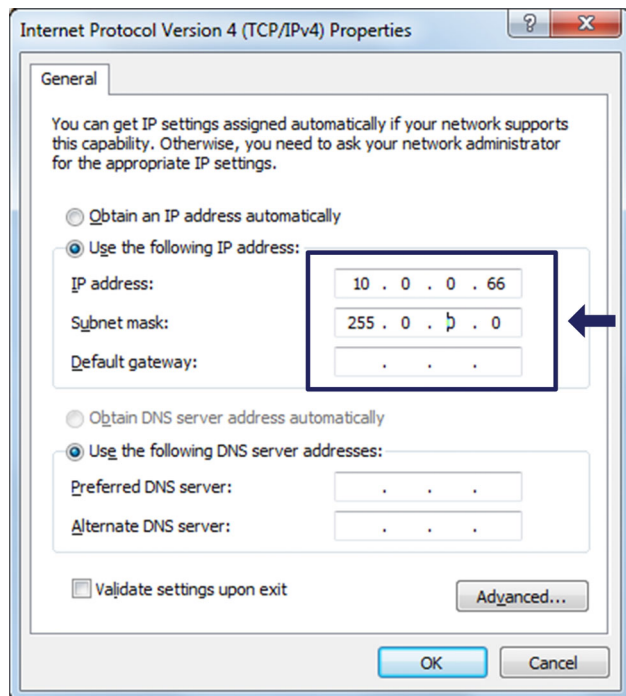 Internet Protocol Version 4 (TCP/IPv4) Properties
General
You can get IP settings assigned automatically if your network supports
this capability. Otherwise, you need to ask your network administrator
for the appropriate IP settings.
Obtain an IP address automatically
Use the following IP address:
IP address: 10 . 0 . 0 . 66
Subnet mask: 255 . 0 . 0 . 0
Default gateway: . . .
Obtain DNS server address automatically
Use the following DNS server addresses:
Preferred DNS server: . . .
Alternate DNS server: . . .
Validate settings upon exit
Advanced...
OK Cancel